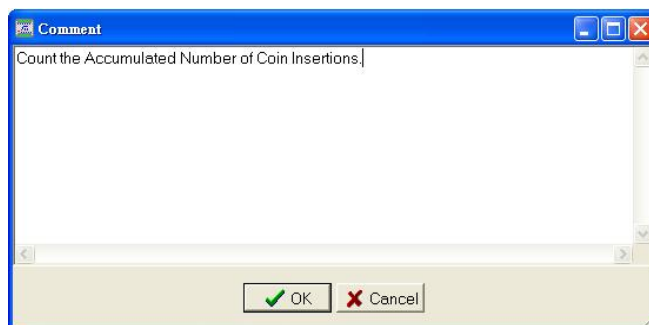 Comment
Count the Accumulated Number of Coin Insertions.
OK
Cancel